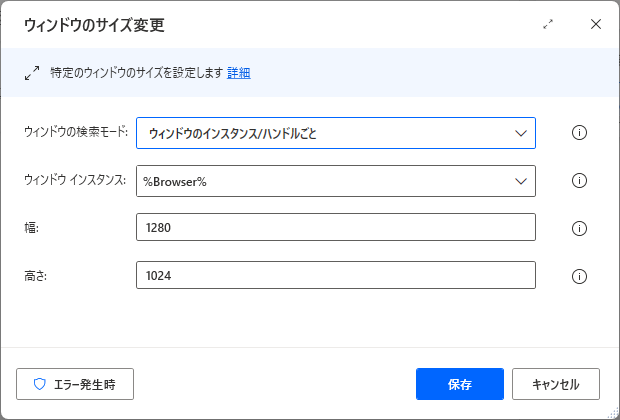 ウィンドウのサイズ変更
特定のウィンドウのサイズを設定します 詳細
ウィンドウの検索モード: ウィンドウのインスタンス/ハンドルごと
ウィンドウ インスタンス: %Browser%
幅: 1280
高さ: 1024
エラー発生時 保存 キャンセル